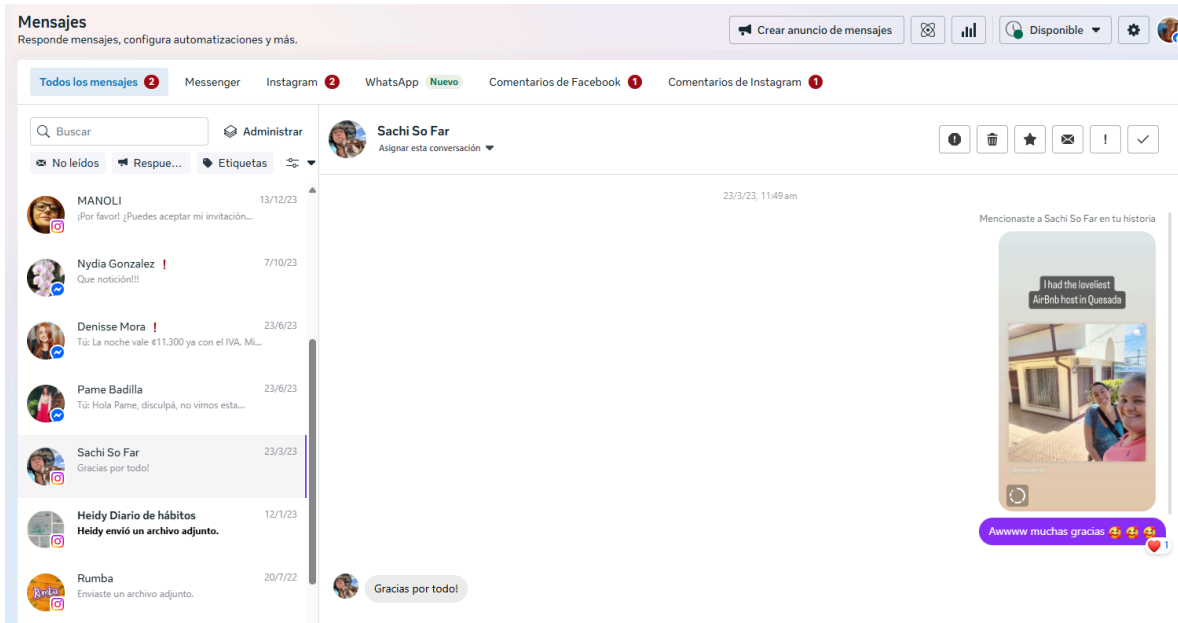 Mensajes
Responde mensajes, configura automatizaciones y más.
Crear anuncio de mensajes
Disponible
Todos los mensajes 2
Messenger
Instagram 2
WhatsApp Nuevo
Comentarios de Facebook 1
Comentarios de Instagram 1
Buscar
Administrar
No leídos
Respue...
Etiquetas
MANOLI 13/12/23
¡Por favor! ¿Puedes aceptar mi invitación...
Nydia Gonzalez ! 7/10/23
Que notición!!!
Denisse Mora ! 23/6/23
Tú: La noche vale ¢11.300 ya con el IVA. Mi...
Pame Badilla 23/6/23
Tú: Hola Pame, disculpá, no vimos esta...
Sachi So Far 23/3/23
Gracias por todo!
Heidy Diario de hábitos 12/1/23
Heidy envió un archivo adjunto.
Rumba 20/7/22
Enviaste un archivo adjunto.
Sachi So Far
Asignar esta conversación
23/3/23, 11:49 am
Mencionaste a Sachi So Far en tu historia
I had the loveliest
AirBnb host in Quesada
Awwww muchas gracias 🥰 🥰 🥰
❤️ 1
Gracias por todo!